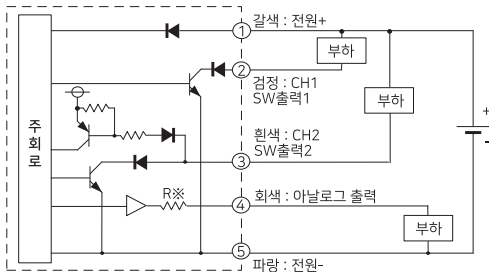 갈색 : 전원+
1
부하
2
검정 : CH1
SW출력1
부하
주회로
흰색 : CH2
SW출력2
+
-
3
R※
회색 : 아날로그 출력
4
부하
5
파랑 : 전원-